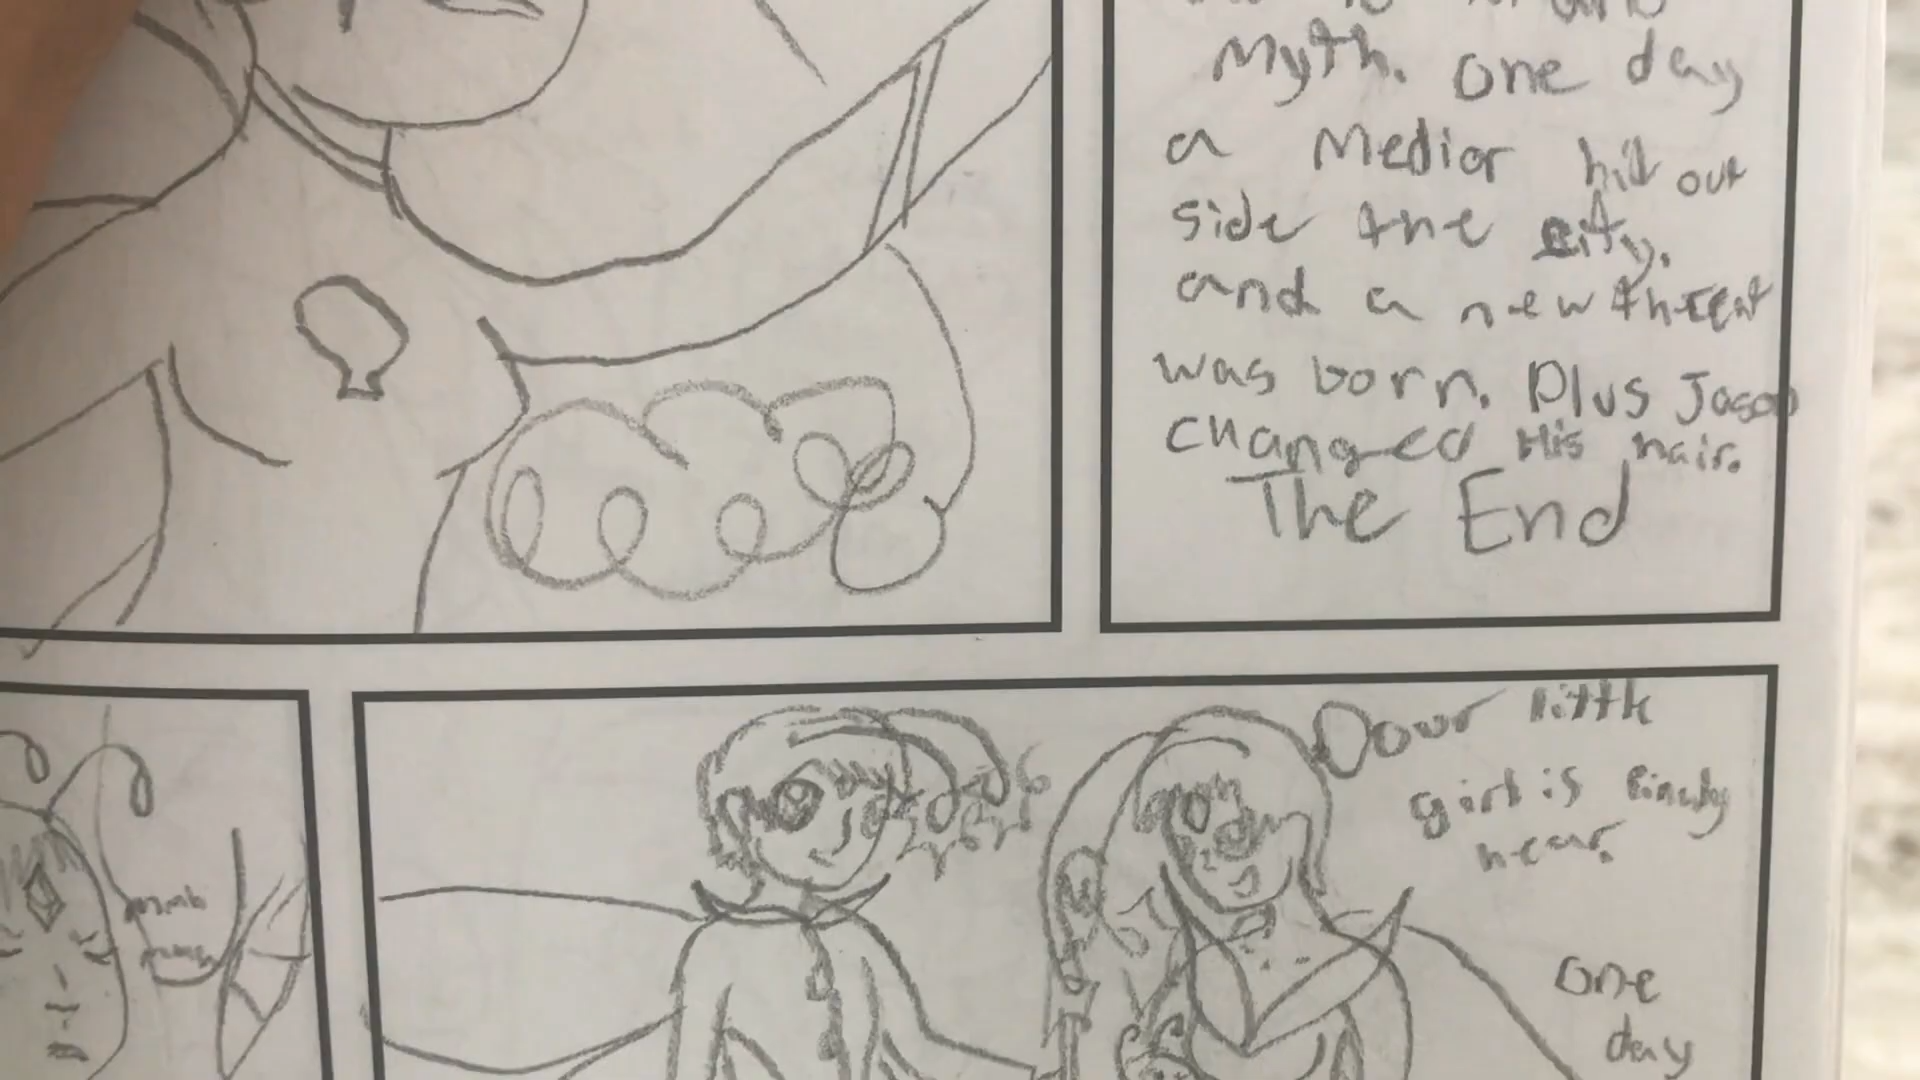 Myth. One day
a Medior hit out
side the city.
and a new threat
was born. Plus Jason
changed His hair.
The End
Oour little
girl is finaly
hear.
One
day